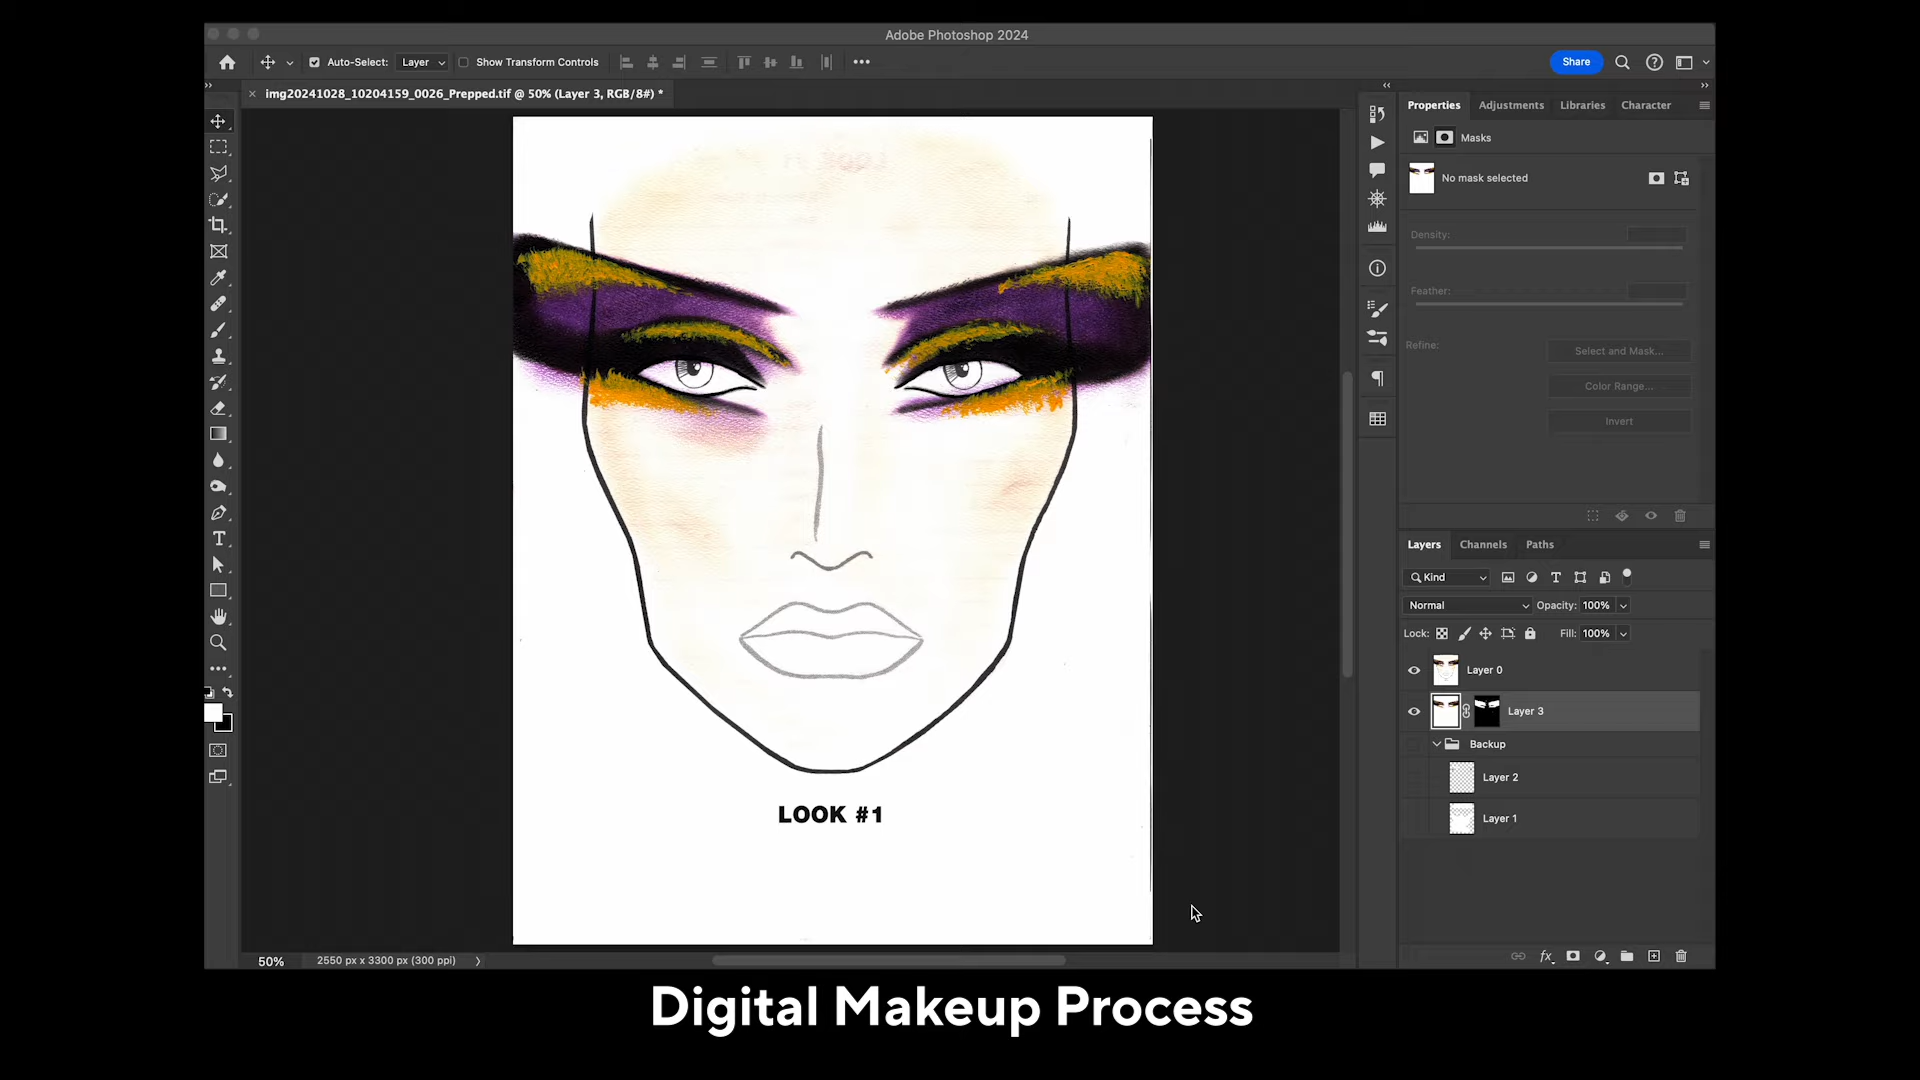 Adobe Photoshop 2024
Auto-Select: Layer Show Transform Controls Share
img20241028_10204159_0026_Prepped.tif @ 50% (Layer 3, RGB/8#) *
Properties Adjustments Libraries Character
Masks
No mask selected
Density:
Feather:
Refine:
Select and Mask...
Color Range...
Invert
Layers Channels Paths
Kind
Normal Opacity: 100%
Lock: Fill: 100%
Layer 0
Layer 3
Backup
Layer 2
Layer 1
LOOK #1
50% 2550 px x 3300 px (300 ppi)
Digital Makeup Process